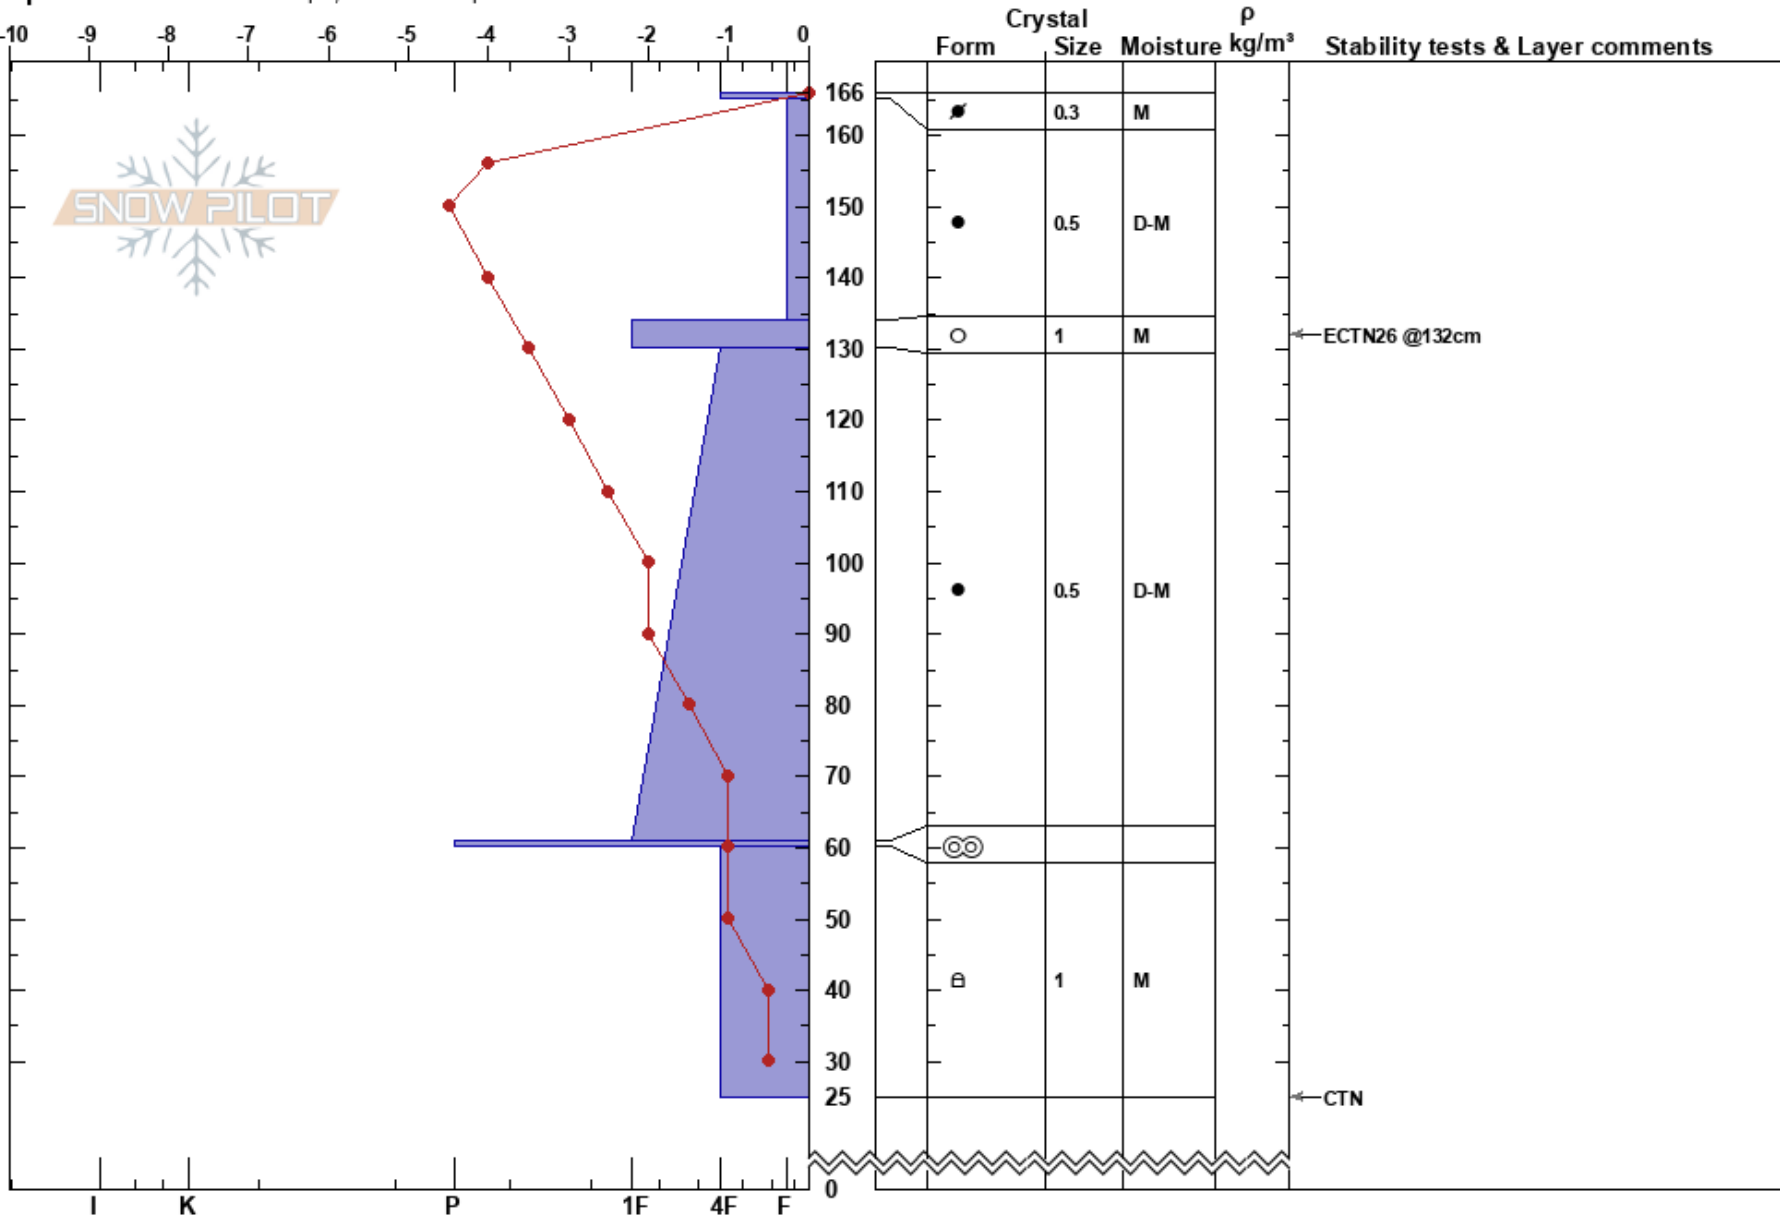 Crystal ρ
-10 -9 -8 -7 -6 -5 -4 -3 -2 -1 0 Form Size Moisture kg/m³ Stability tests & Layer comments
166
0.3 M
160
150
SNOW PILOT
0.5 D-M
140
1 M ECTN26 @132cm
130
120
110
100
0.5 D-M
90
80
70
60
50
40 1 M
30
25 CTN
0
I K P 1F 4F F